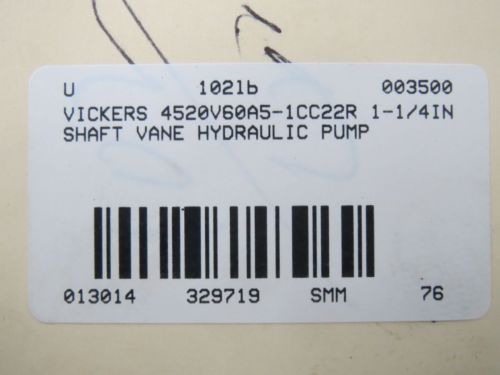 U 1021b 003500
VICKERS 4520V60A5-1CC22R 1-1/4IN
SHAFT VANE HYDRAULIC PUMP
013014 329719 SMM 76